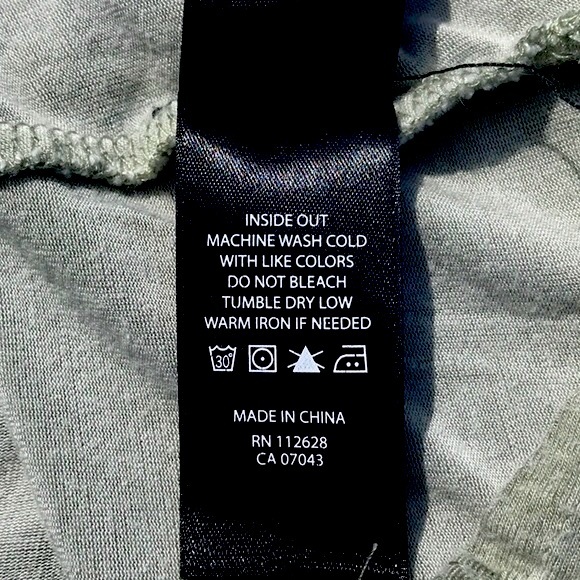 INSIDE OUT
MACHINE WASH COLD
WITH LIKE COLORS
DO NOT BLEACH
TUMBLE DRY LOW
WARM IRON IF NEEDED
30°
MADE IN CHINA
RN 112628
CA 07043